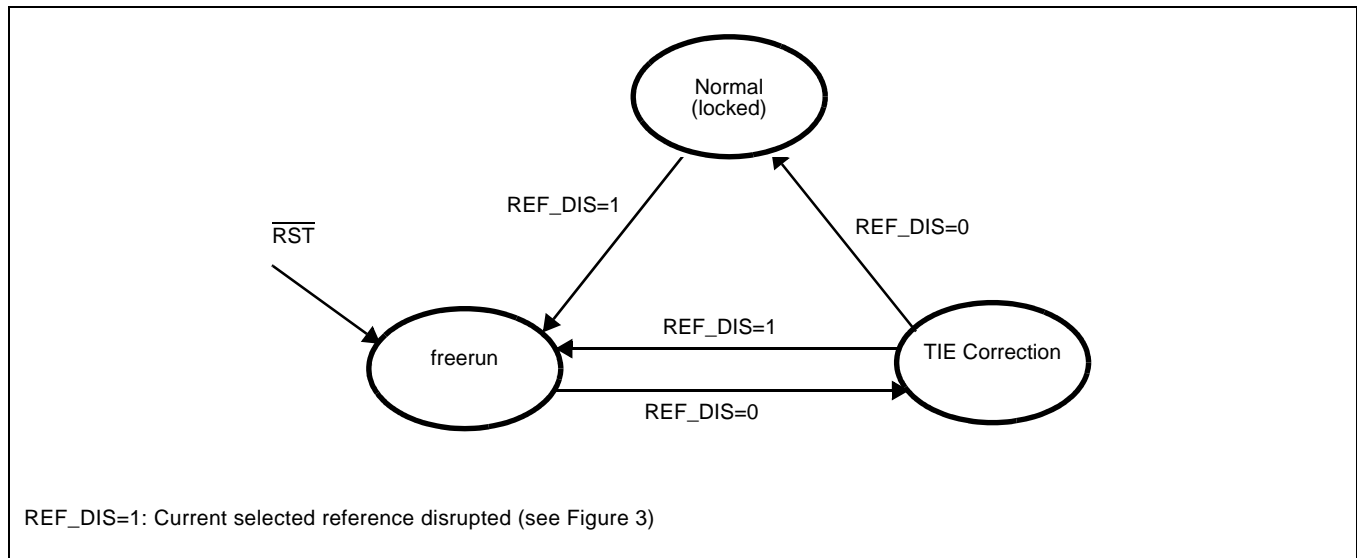 Normal
(locked)
REF_DIS=1
REF_DIS=0
RST
REF_DIS=1
freerun
TIE Correction
REF_DIS=0
REF_DIS=1: Current selected reference disrupted (see Figure 3)